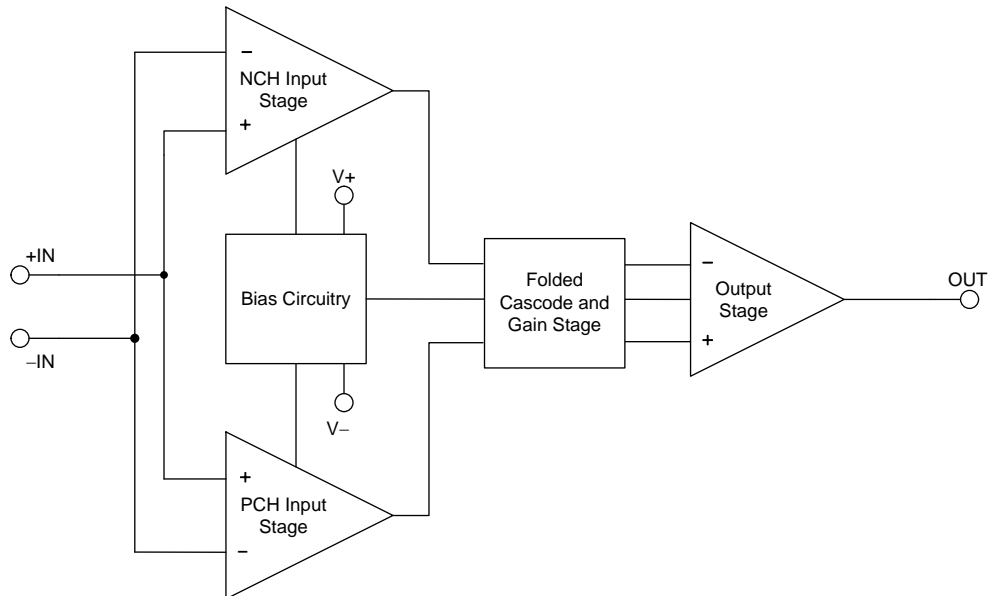 −
NCH Input
Stage
+
V+
+IN
−IN
Bias Circuitry
V−
+
PCH Input
Stage
−
Folded
Cascode and
Gain Stage
−
Output
Stage
+
OUT